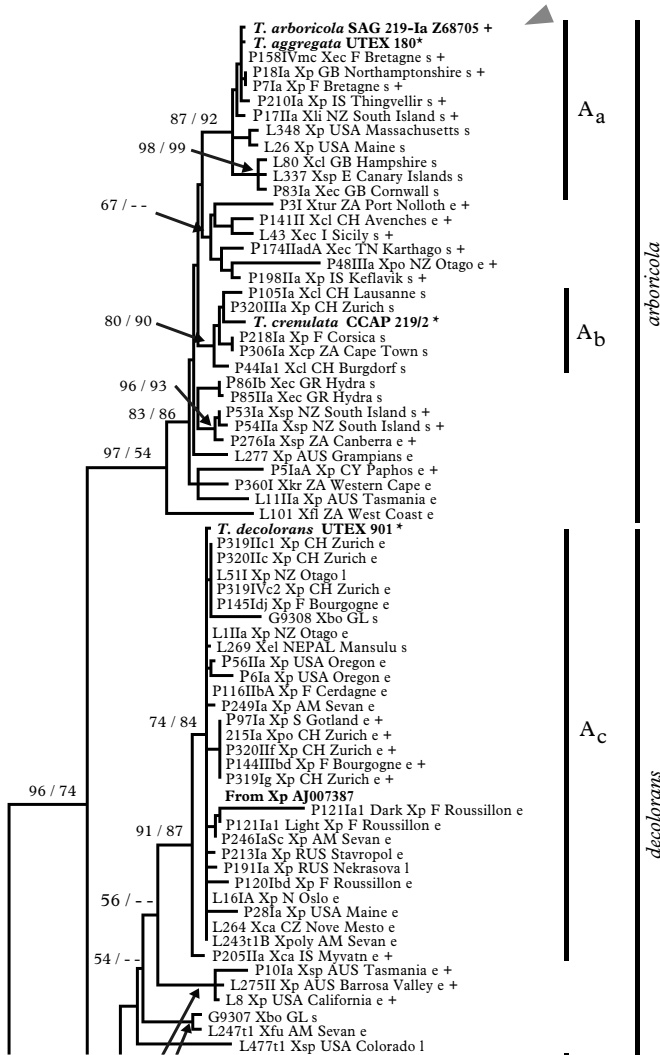 T. arboricola SAG 219-Ia Z68705 +
T. aggregata UTEX 180*
P158IVmc Xec F Bretagne s +
P18Ia Xp GB Northamptonshire s +
P7Ia Xp F Bretagne s +
P210Ia Xp IS Thingvellir s +
P17IIa Xli NZ South Island s +
87 / 92
L348 Xp USA Massachusetts s
L26 Xp USA Maine s
98 / 99
L80 Xcl GB Hampshire s
L337 Xsp E Canary Islands s
P83Ia Xec GB Cornwall s
Aa
67 / - -
P3I Xtur ZA Port Nolloth e +
P141II Xcl CH Avenches e +
L43 Xec I Sicily s +
P174IIadA Xec TN Karthago s +
P48IIIa Xpo NZ Otago e +
P198IIa Xp IS Keflavik s +
arboricola
P105Ia Xcl CH Lausanne s
P320IIIa Xp CH Zurich s
80 / 90
T. crenulata CCAP 219/2 *
P218Ia Xp F Corsica s
P306Ia Xcp ZA Cape Town s
P44Ia1 Xcl CH Burgdorf s
Ab
96 / 93
P86Ib Xec GR Hydra s
P85IIa Xec GR Hydra s
83 / 86
P53Ia Xsp NZ South Island s +
P54IIa Xsp NZ South Island s +
P276Ia Xsp ZA Canberra e +
97 / 54
L277 Xp AUS Grampians e
P5IaA Xp CY Paphos e +
P360I Xkr ZA Western Cape e
L11IIa Xp AUS Tasmania e
L101 Xfl ZA West Coast e
T. decolorans UTEX 901 *
P319IIc1 Xp CH Zurich e
P320IIc Xp CH Zurich e
L51I Xp NZ Otago l
P319IVc2 Xp CH Zurich e
P145Idj Xp F Bourgogne e
G9308 Xbo GL s
L1IIa Xp NZ Otago e
L269 Xel NEPAL Mansulu s
P56IIa Xp USA Oregon e
P6Ia Xp USA Oregon e
P116IIbA Xp F Cerdagne e
P249Ia Xp AM Sevan e
74 / 84
P97Ia Xp S Gotland e +
215Ia Xpo CH Zurich e +
P320IIf Xp CH Zurich e +
P144IIIbd Xp F Bourgogne e +
P319Ig Xp CH Zurich e +
Ac
96 / 74
From Xp AJ007387
P121Ia1 Dark Xp F Roussillon e
P121Ia1 Light Xp F Roussillon e
P246IaSc Xp AM Sevan e
91 / 87
P213Ia Xp RUS Stavropol e
P191Ia Xp RUS Nekrasova l
P120Ibd Xp F Roussillon e
decolorans
56 / - -
L16IA Xp N Oslo e
P28Ia Xp USA Maine e
L264 Xca CZ Nove Mesto e
L243t1B Xpoly AM Sevan e
54 / - -
P205IIa Xca IS Myvatn e +
P10Ia Xsp AUS Tasmania e +
L275II Xp AUS Barrosa Valley e +
L8 Xp USA California e +
G9307 Xbo GL s
L247t1 Xfu AM Sevan e
L477t1 Xsp USA Colorado l